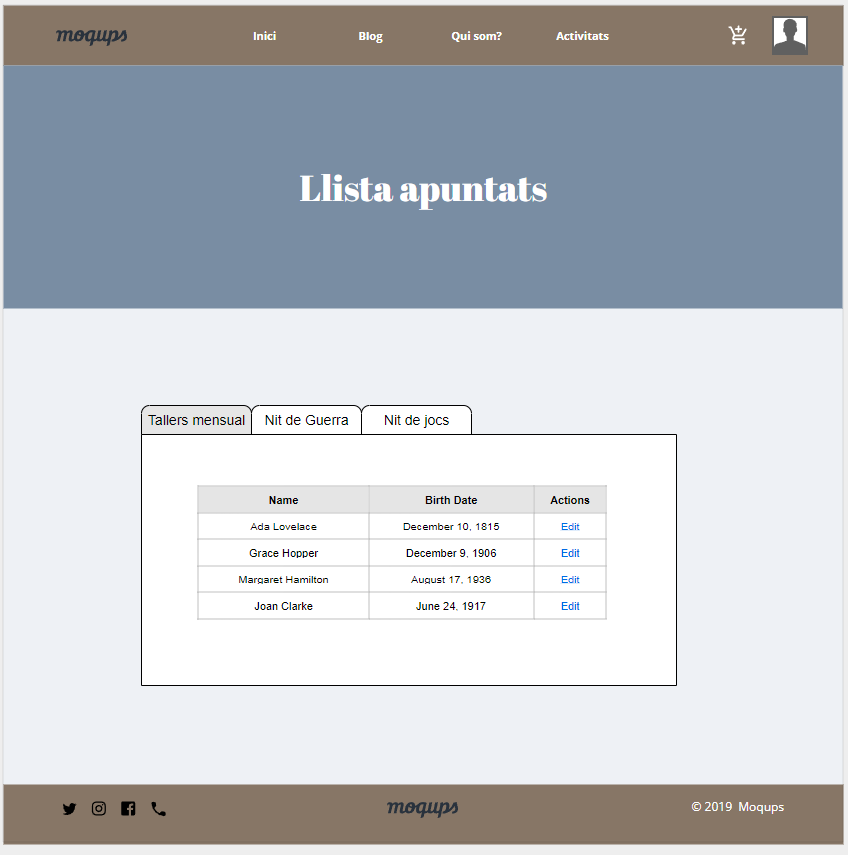 moqups Inici Blog Qui som? Activitats
Llista apuntats
Tallers mensual Nit de Guerra Nit de jocs
Name Birth Date Actions
Ada Lovelace December 10, 1815 Edit
Grace Hopper December 9, 1906 Edit
Margaret Hamilton August 17, 1936 Edit
Joan Clarke June 24, 1917 Edit
moqups © 2019 Moqups